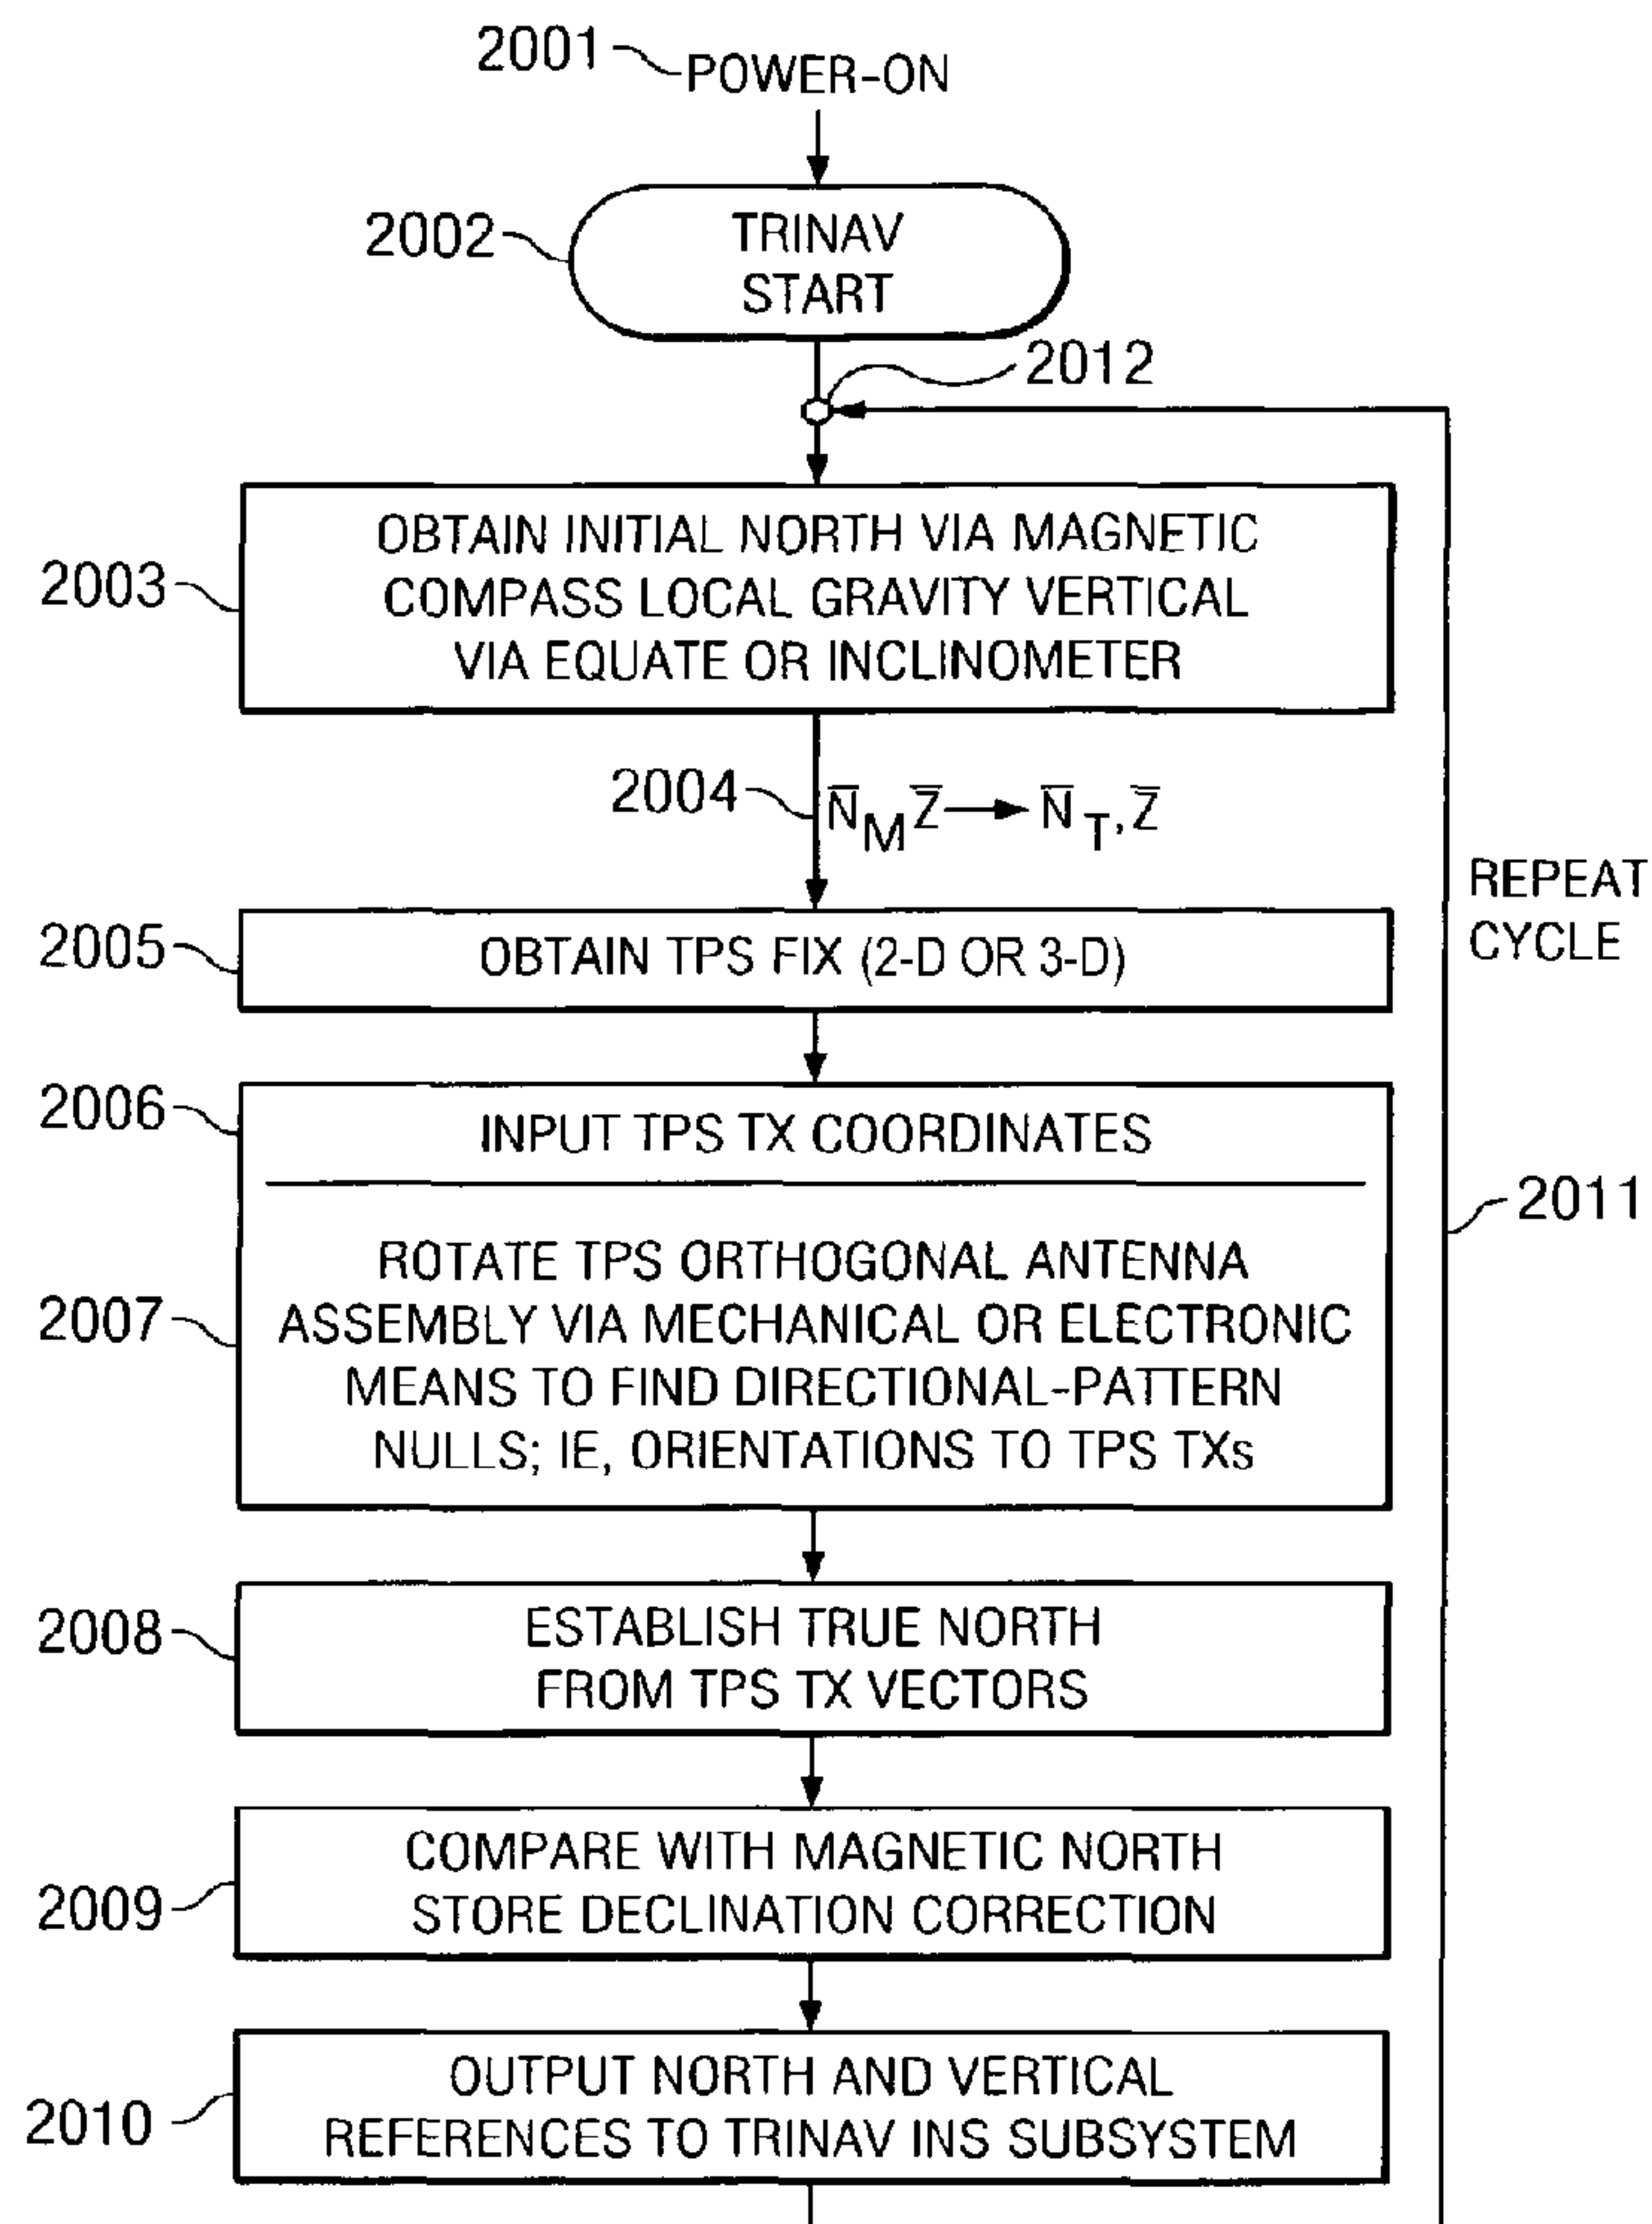 2001
POWER-ON
2002
TRINAV
START
2012
2003
OBTAIN INITIAL NORTH VIA MAGNETIC
COMPASS LOCAL GRAVITY VERTICAL
VIA EQUATE OR INCLINOMETER
2004
N̅M Z̅ → N̅T, Z̅
REPEAT
CYCLE
2005
OBTAIN TPS FIX (2-D OR 3-D)
2006
INPUT TPS TX COORDINATES
2011
2007
ROTATE TPS ORTHOGONAL ANTENNA
ASSEMBLY VIA MECHANICAL OR ELECTRONIC
MEANS TO FIND DIRECTIONAL-PATTERN
NULLS; IE, ORIENTATIONS TO TPS TXs
2008
ESTABLISH TRUE NORTH
FROM TPS TX VECTORS
2009
COMPARE WITH MAGNETIC NORTH
STORE DECLINATION CORRECTION
2010
OUTPUT NORTH AND VERTICAL
REFERENCES TO TRINAV INS SUBSYSTEM